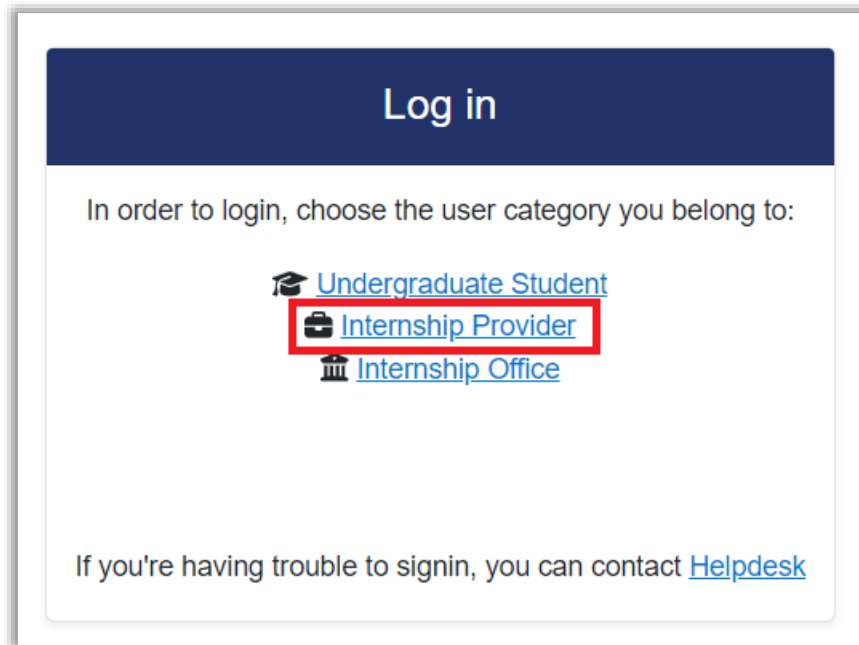 Log in
In order to login, choose the user category you belong to:
Undergraduate Student
Internship Provider
Internship Office
If you're having trouble to signin, you can contact Helpdesk